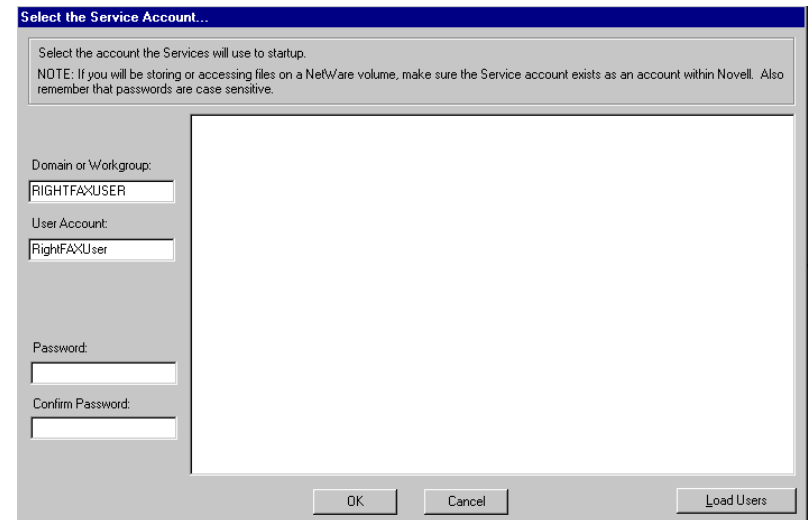 Select the Service Account...
Select the account the Services will use to startup.
NOTE: If you will be storing or accessing files on a NetWare volume, make sure the Service account exists as an account within Novell. Also
remember that passwords are case sensitive.
Domain or Workgroup:
RIGHTFAXUSER
User Account:
RightFAXUser
Password:
Confirm Password:
OK
Cancel
Load Users